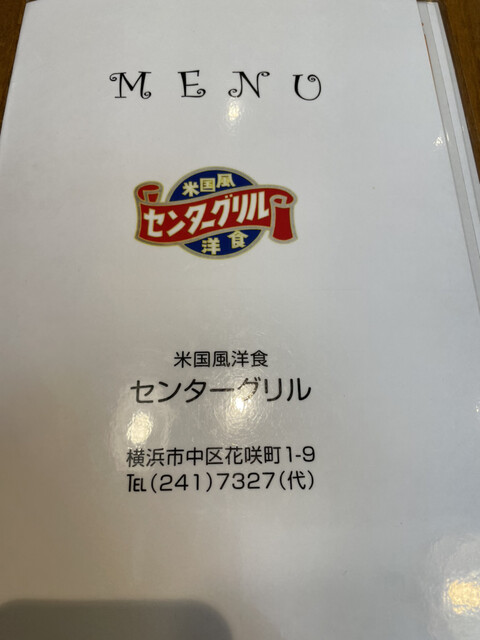 MENU
米国風
センターグリル
洋食
米国風洋食
センターグリル
横浜市中区花咲町1-9
TEL(241)7327(代)